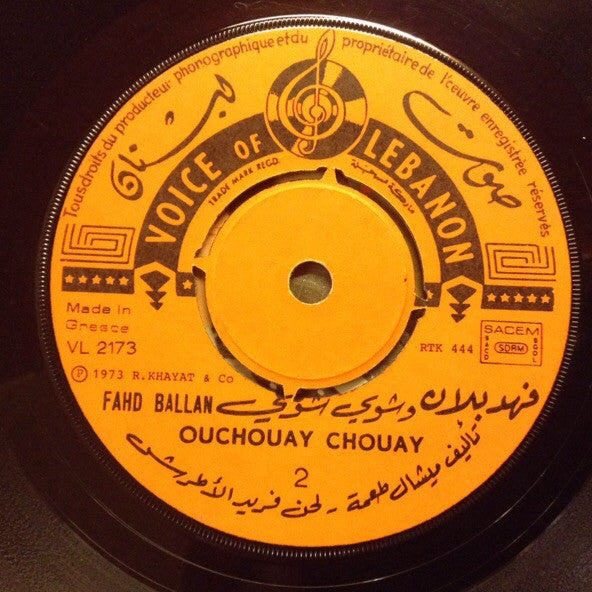 Tous droits du producteur phonographique et du propriétaire de l'œuvre enregistrée réservés
صوت لبنان
VOICE OF LEBANON
TRADE MARK REGD.
ماركة مسجلة
Made in
Greece
VL 2173
RTK 444
SACEM
SACD
SDRM
SGDL
Ⓟ 1973 R. KHAYAT & Co
FAHD BALLAN
فهد بلان وشوي شوي
OUCHOUAY CHOUAY
2
تأليف ميشال طعمة - لحن فريد الأطرش